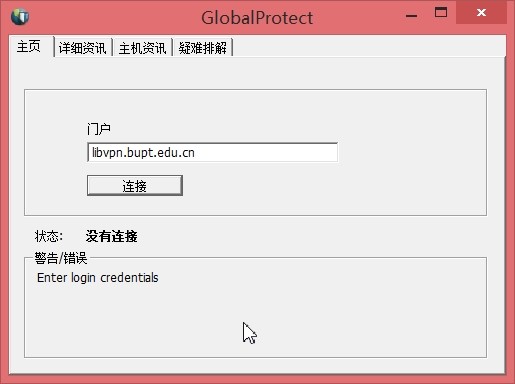 GlobalProtect
主页 详细资讯 主机资讯 疑难排解
门户
libvpn.bupt.edu.cn
连接
状态: 没有连接
警告/错误
Enter login credentials